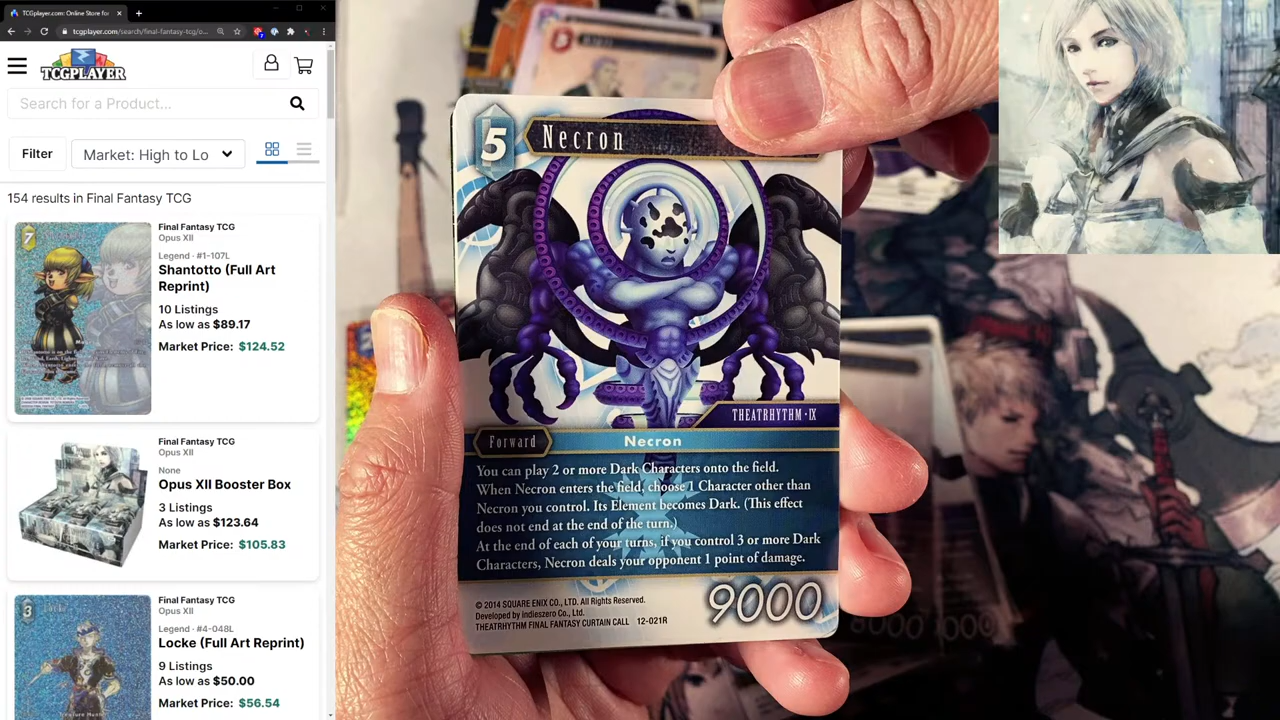 TCGplayer.com: Online Store for
tcgplayer.com/search/final-fantasy-tcg/o...
TCGPLAYER
Search for a Product...
Filter
Market: High to Lo
154 results in Final Fantasy TCG
7
Final Fantasy TCG
Opus XII
Legend · #1-107L
Shantotto (Full Art
Reprint)
10 Listings
As low as $89.17
Market Price: $124.52
Final Fantasy TCG
Opus XII
None
Opus XII Booster Box
3 Listings
As low as $123.64
Market Price: $105.83
3
Locke
Final Fantasy TCG
Opus XII
Legend · #4-048L
Locke (Full Art Reprint)
9 Listings
As low as $50.00
Market Price: $56.54
Treasure Hunter
5
Necron
THEATRHYTHM · IX
Forward
Necron
You can play 2 or more Dark Characters onto the field.
When Necron enters the field, choose 1 Character other than
Necron you control. Its Element becomes Dark. (This effect
does not end at the end of the turn.)
At the end of each of your turns, if you control 3 or more Dark
Characters, Necron deals your opponent 1 point of damage.
© 2014 SQUARE ENIX CO., LTD. All Rights Reserved.
Developed by indieszero Co., Ltd.
THEATRHYTHM FINAL FANTASY CURTAIN CALL 12-021R
9000